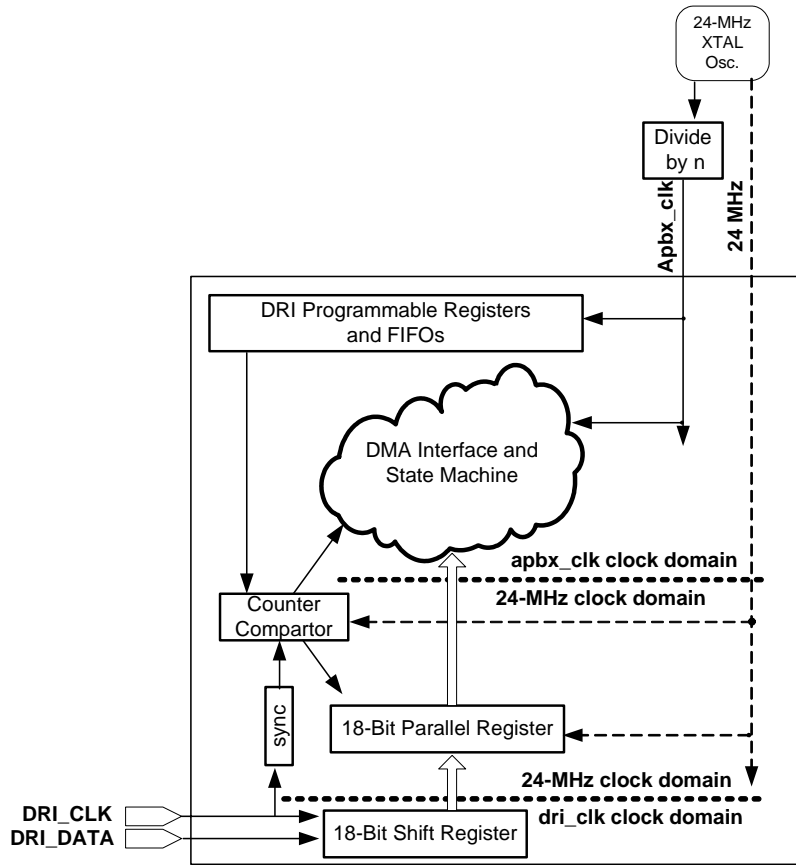 24-MHz
XTAL
Osc.
Divide
by n
Apbx_clk
24 MHz
DRI Programmable Registers
and FIFOs
DMA Interface and
State Machine
apbx_clk clock domain
24-MHz clock domain
Counter
Compartor
sync
18-Bit Parallel Register
24-MHz clock domain
dri_clk clock domain
DRI_CLK
DRI_DATA
18-Bit Shift Register